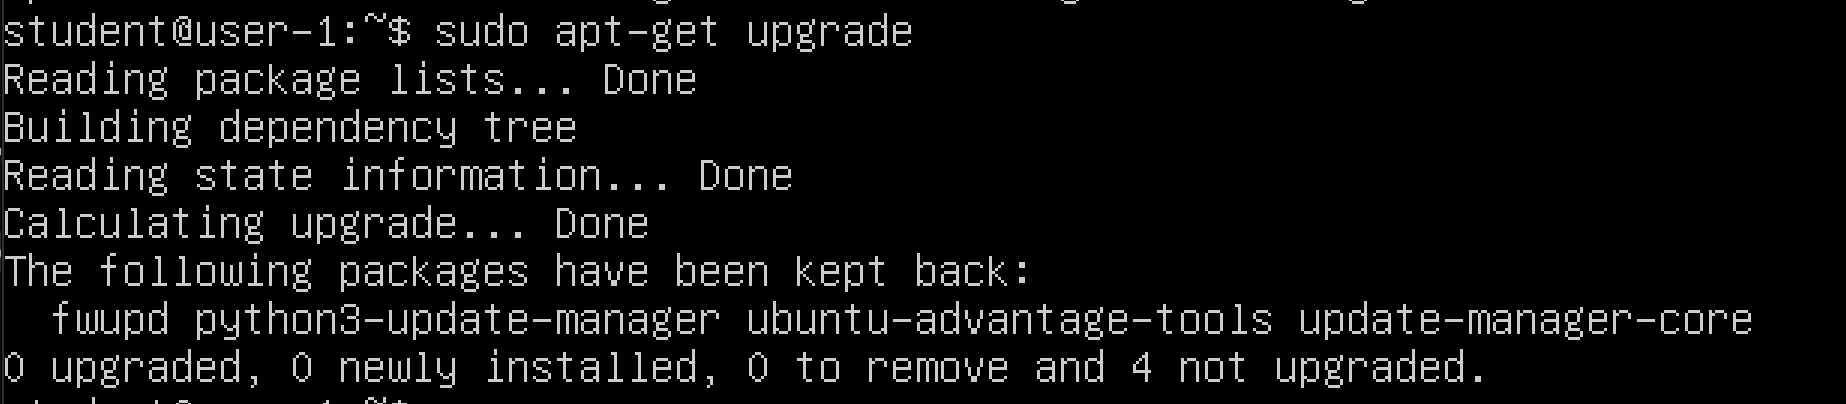 student@user-1:~$ sudo apt-get upgrade
Reading package lists... Done
Building dependency tree
Reading state information... Done
Calculating upgrade... Done
The following packages have been kept back:
  fwupd python3-update-manager ubuntu-advantage-tools update-manager-core
0 upgraded, 0 newly installed, 0 to remove and 4 not upgraded.